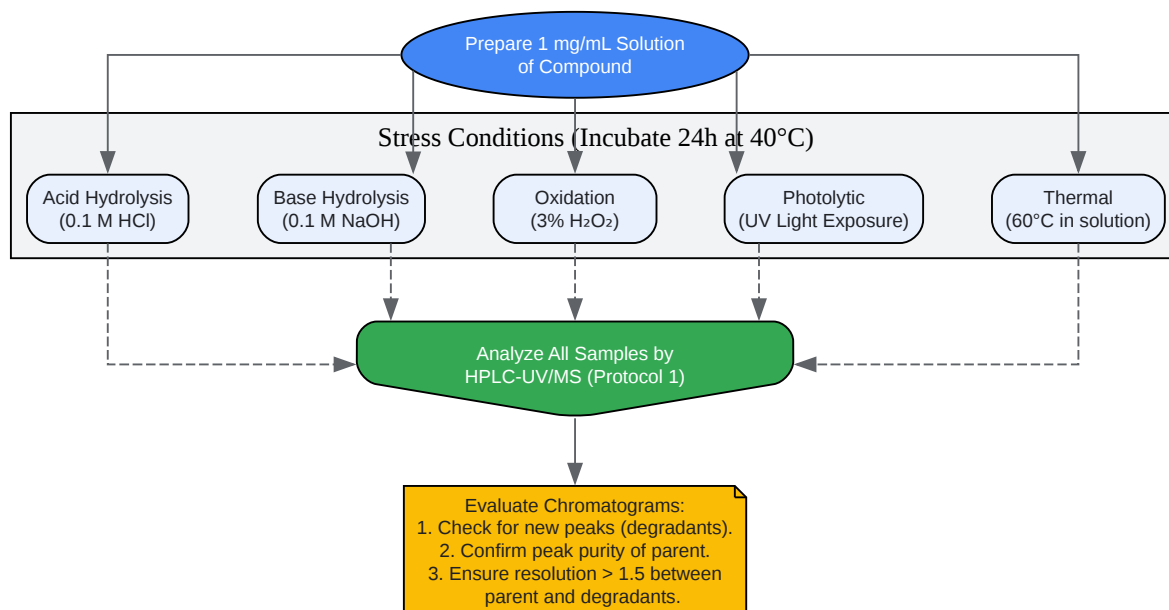 Prepare 1 mg/mL Solution
of Compound
Stress Conditions (Incubate 24h at 40°C)
Acid Hydrolysis
(0.1 M HCl)
Base Hydrolysis
(0.1 M NaOH)
Oxidation
(3% H₂O₂)
Photolytic
(UV Light Exposure)
Thermal
(60°C in solution)
Analyze All Samples by
HPLC-UV/MS (Protocol 1)
Evaluate Chromatograms:
1. Check for new peaks (degradants).
2. Confirm peak purity of parent.
3. Ensure resolution > 1.5 between
parent and degradants.